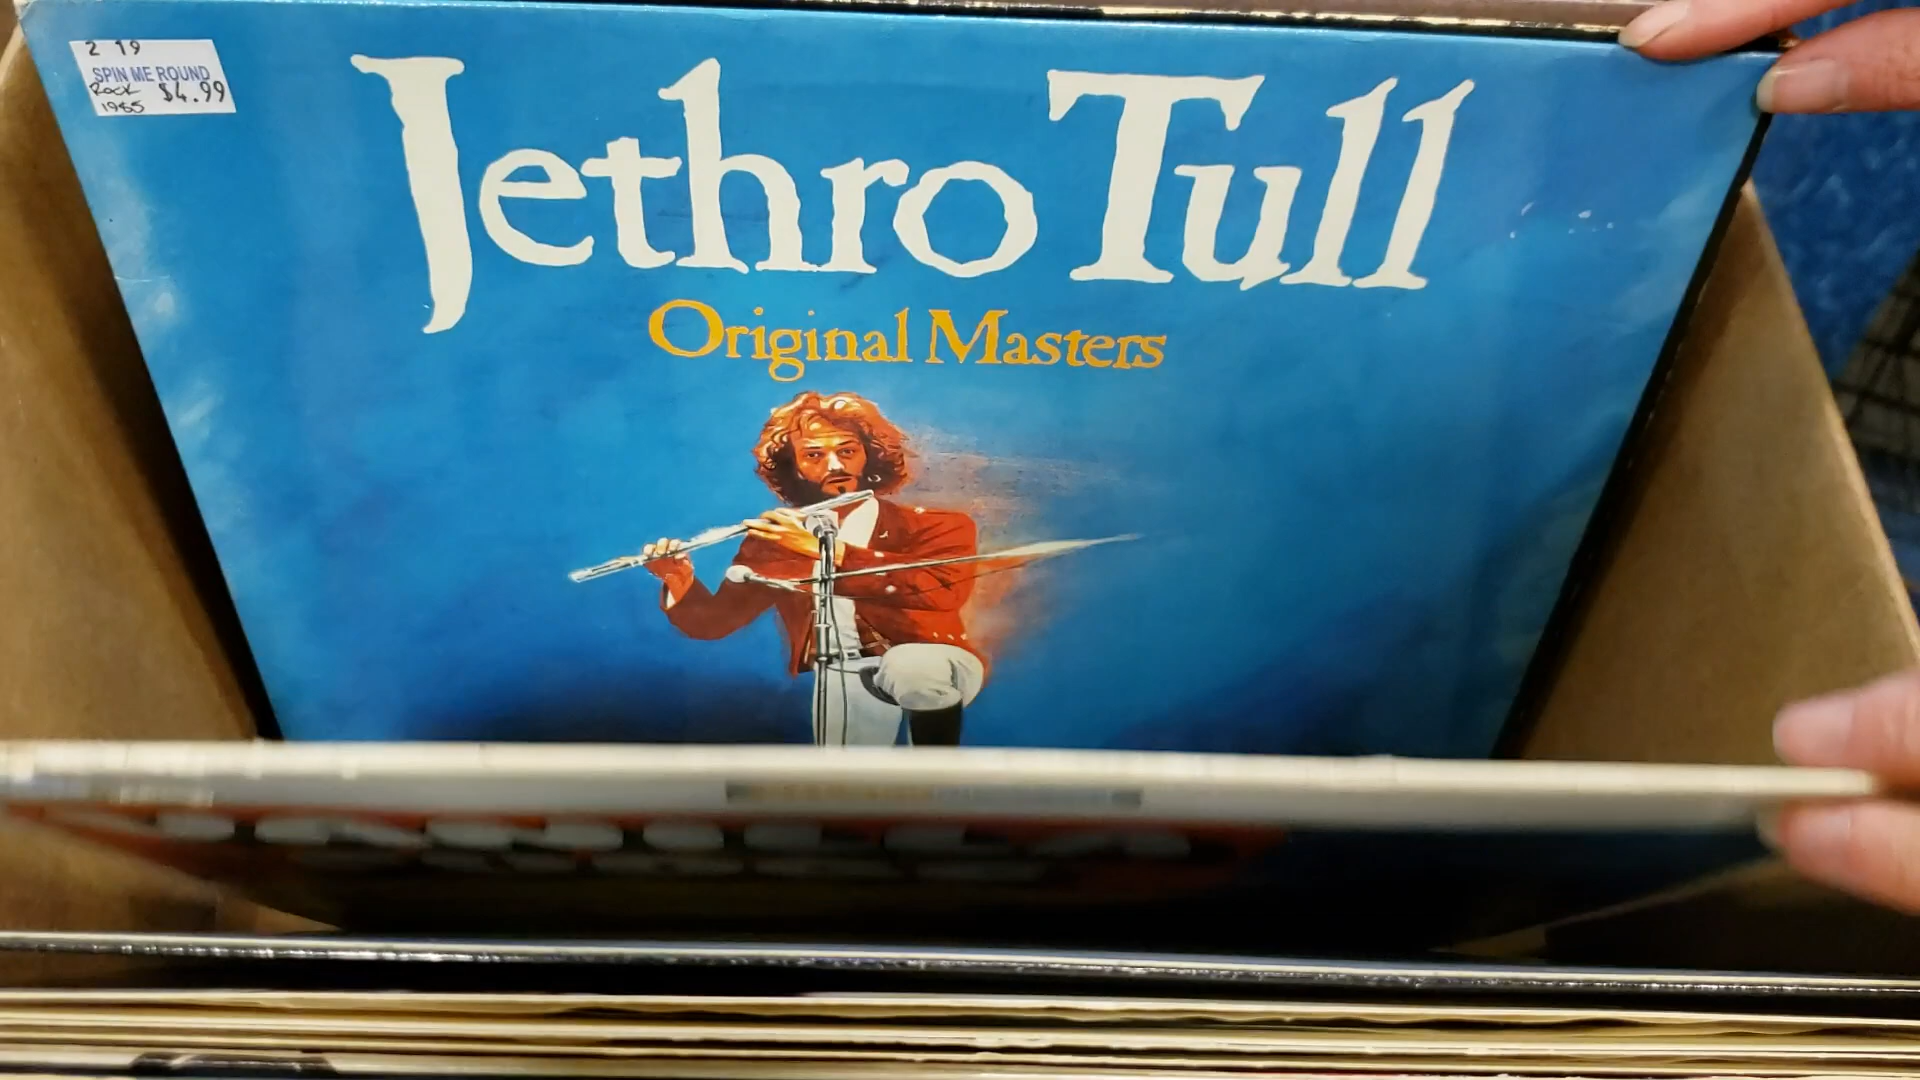 2 19
SPIN ME ROUND
Rock $4.99
1985
Jethro Tull
Original Masters